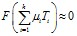 F(∑_{i=1}^{k} μ_i T_i) ≈ 0